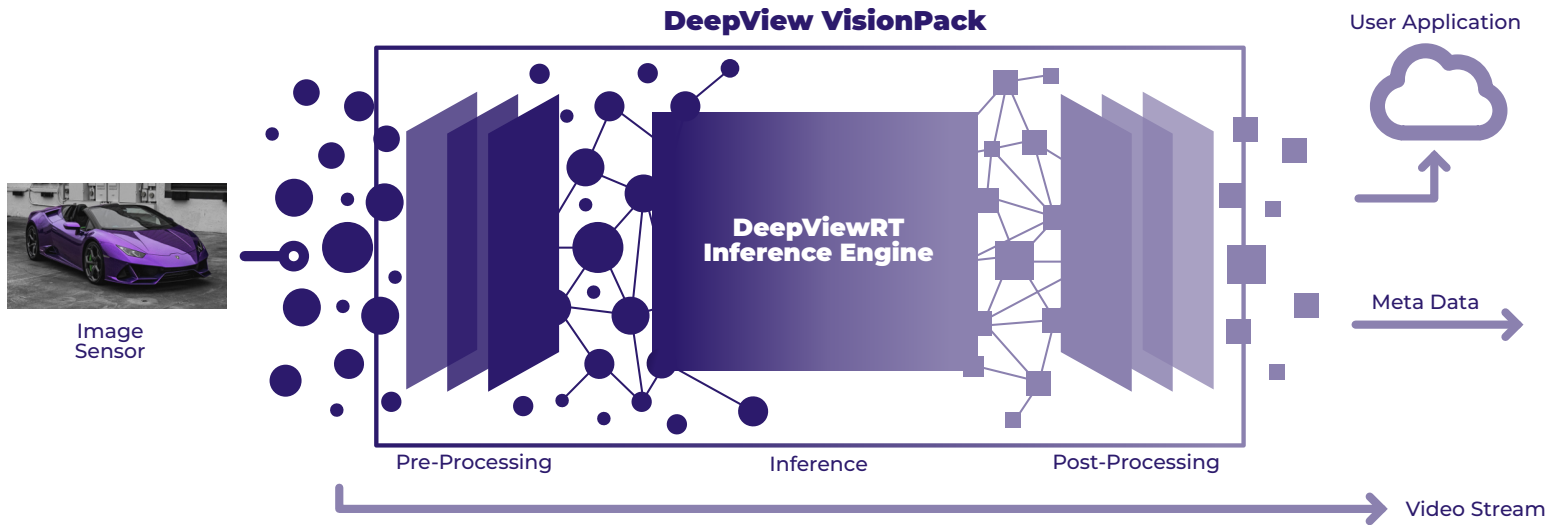 DeepView VisionPack
User Application
DeepViewRT
Inference Engine
Meta Data
Image
Sensor
Pre-Processing
Inference
Post-Processing
Video Stream